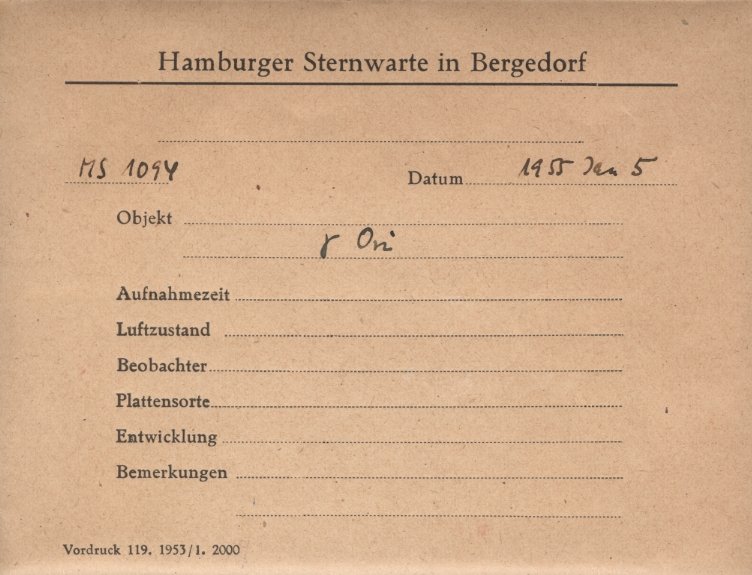 Hamburger Sternwarte in Bergedorf
MS 1094 Datum 1955 Jan 5
Objekt
γ Ori
Aufnahmezeit
Luftzustand
Beobachter
Plattensorte
Entwicklung
Bemerkungen
Vordruck 119. 1953/1. 2000